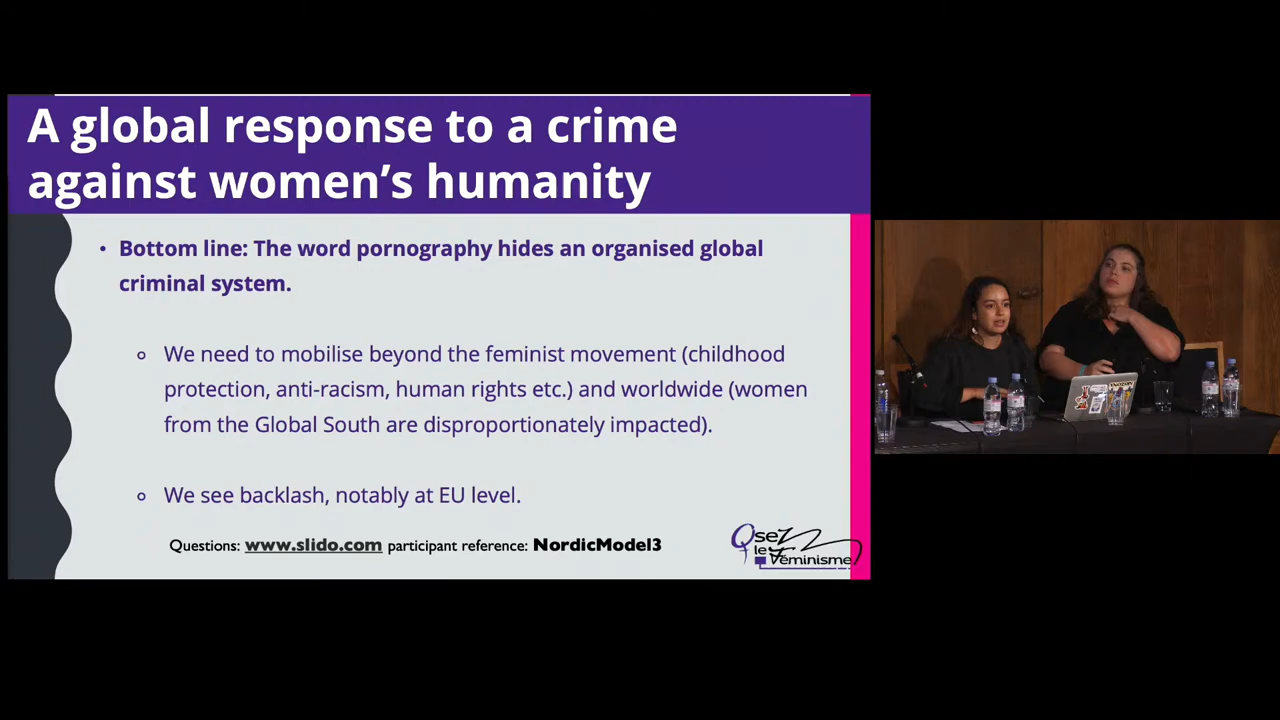 A global response to a crime
against women’s humanity
• Bottom line: The word pornography hides an organised global
criminal system.
o We need to mobilise beyond the feminist movement (childhood
protection, anti-racism, human rights etc.) and worldwide (women
from the Global South are disproportionately impacted).
o We see backlash, notably at EU level.
Questions: www.slido.com participant reference: NordicModel3
Osez
le
Féminisme